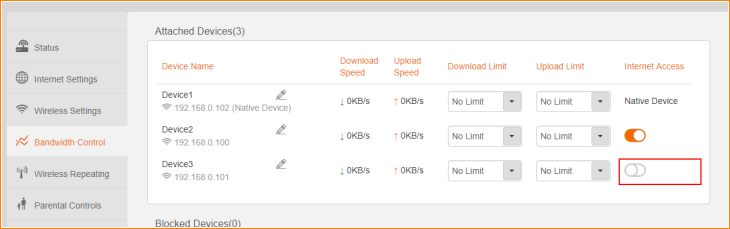 Attached Devices(3)
Status
Internet Settings
Wireless Settings
Bandwidth Control
Wireless Repeating
Parental Controls
Device Name Download Speed Upload Speed Download Limit Upload Limit Internet Access
Device1
192.168.0.102 (Native Device) ↓ 0KB/s ↑ 0KB/s No Limit No Limit Native Device
Device2
192.168.0.100 ↓ 0KB/s ↑ 0KB/s No Limit No Limit
Device3
192.168.0.101 ↓ 0KB/s ↑ 0KB/s No Limit No Limit
Blocked Devices(0)